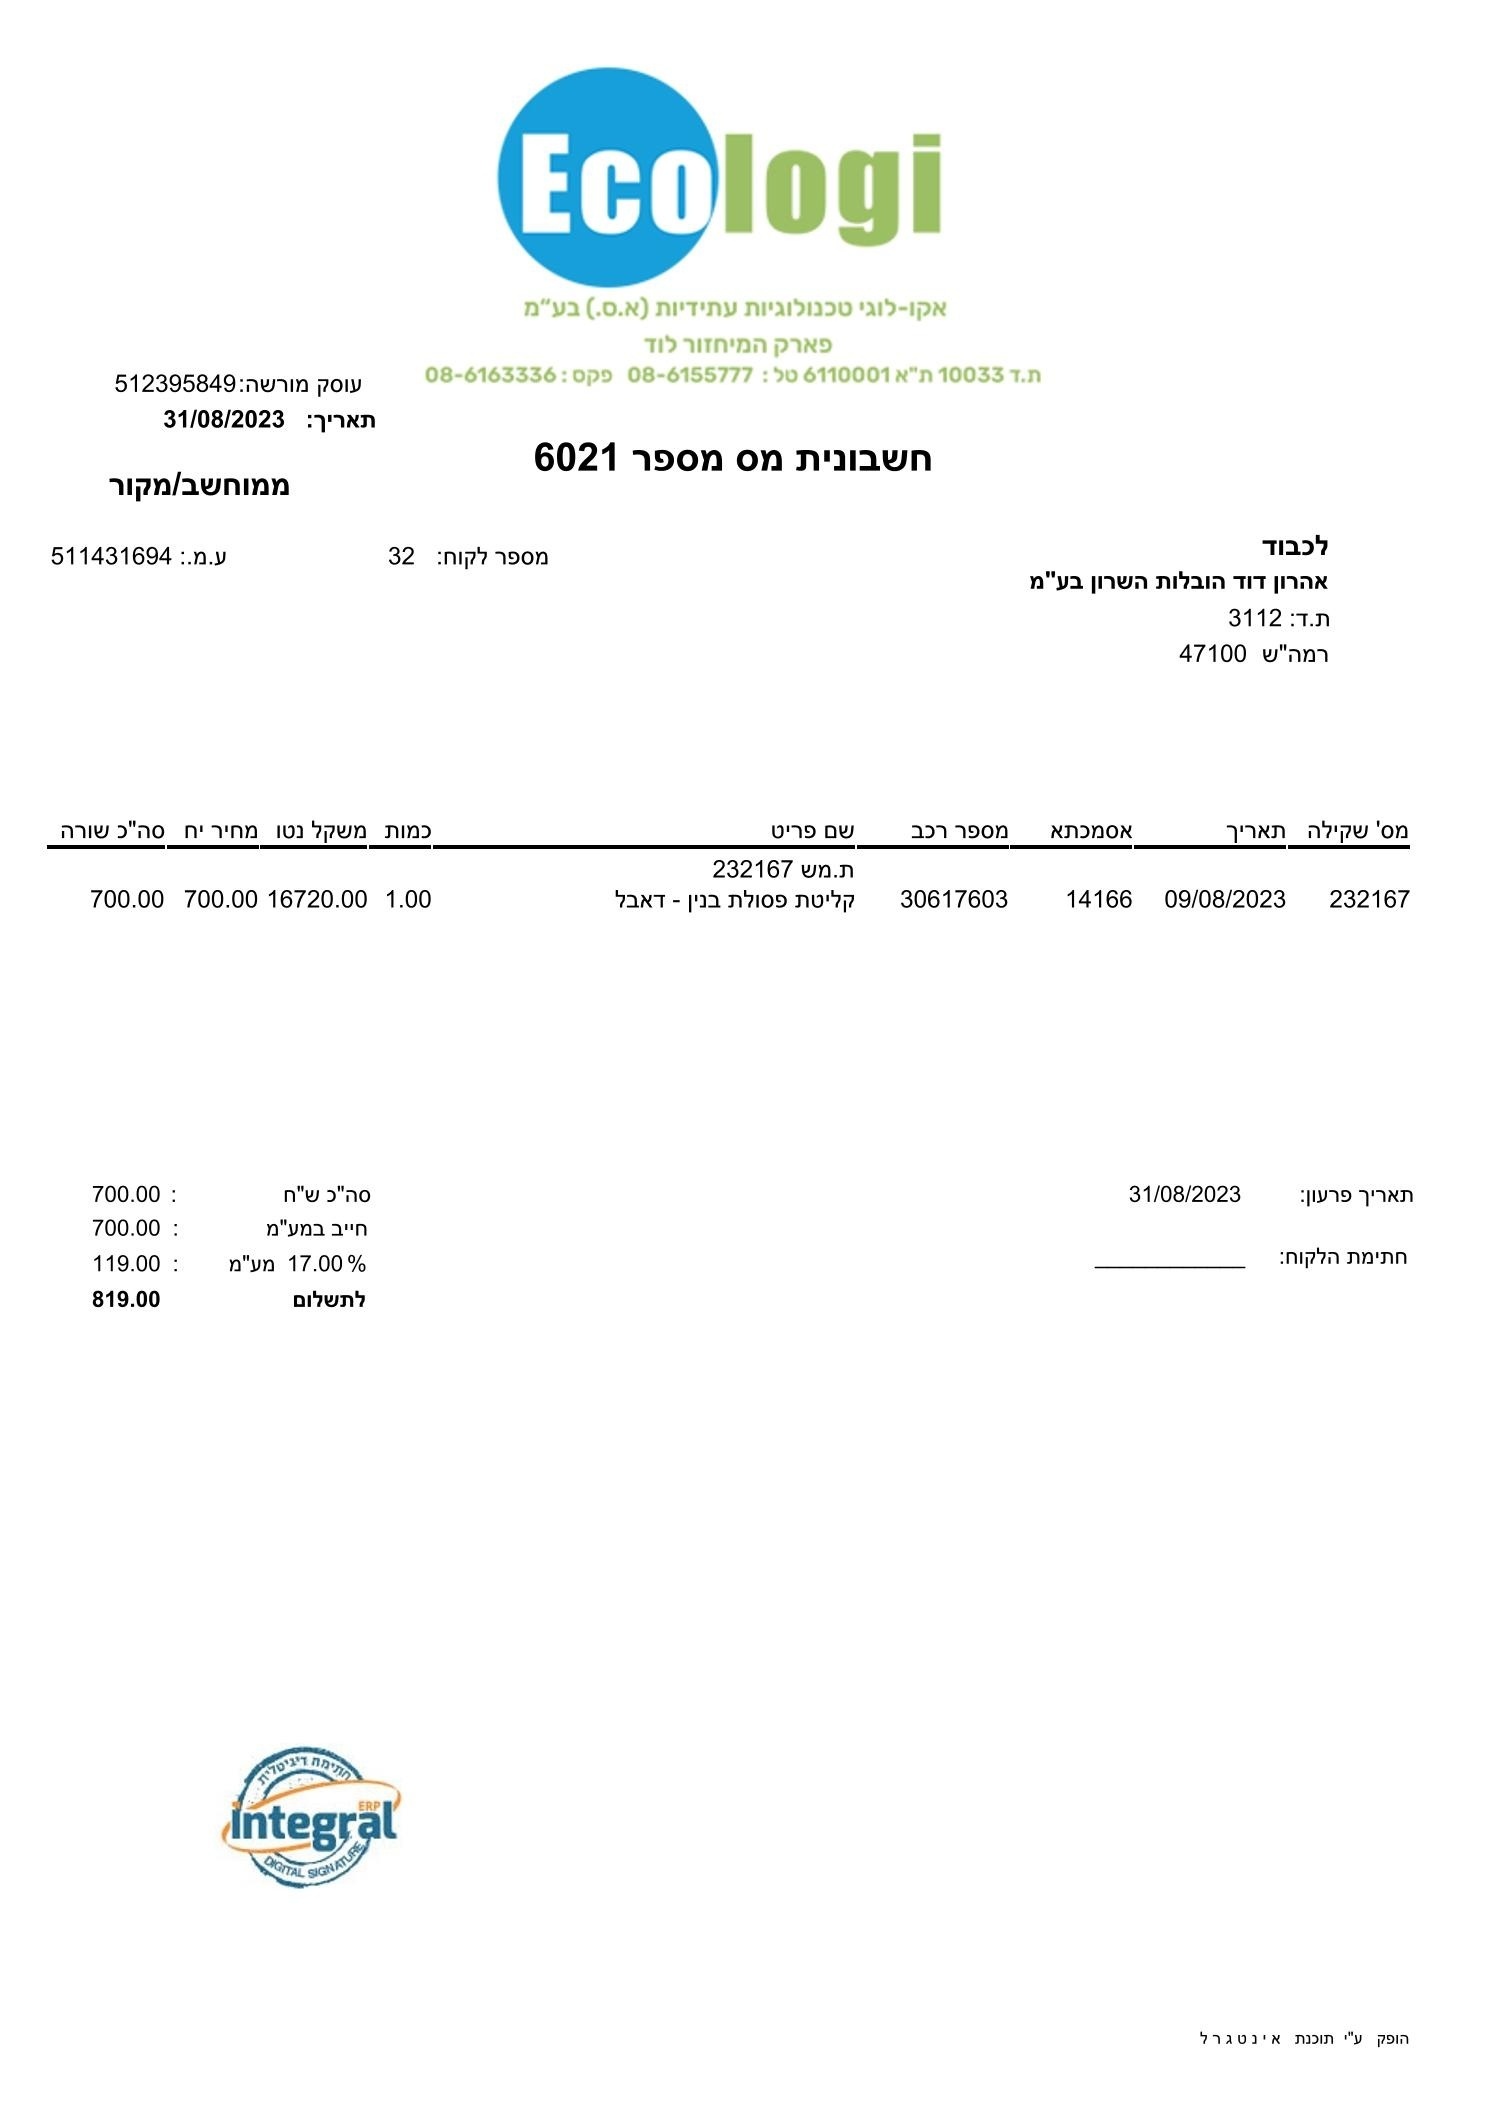 Ecologi
אקו-לוגי טכנולוגיות עתידיות (א.ס.) בע"מ
פארק המיחזור לוד
ת.ד 10033 ת"א 6110001 טל : 08-6155777 פקס : 08-6163336
עוסק מורשה: 512395849
תאריך: 31/08/2023
חשבונית מס מספר 6021
ממוחשב/מקור
לכבוד
מספר לקוח: 32 ע.מ.: 511431694
אהרון דוד הובלות השרון בע"מ
ת.ד: 3112
רמה"ש 47100
מס' שקילה תאריך אסמכתא מספר רכב שם פריט כמות משקל נטו מחיר יח סה"כ שורה
ת.מש 232167
232167 09/08/2023 14166 30617603 קליטת פסולת בנין - דאבל 1.00 16720.00 700.00 700.00
תאריך פרעון: 31/08/2023 סה"כ ש"ח : 700.00
חייב במע"מ : 700.00
חתימת הלקוח: ____________ % 17.00 מע"מ : 119.00
לתשלום 819.00
חתימה דיגיטלית
integral ERP
DIGITAL SIGNATURE
הופק ע"י תוכנת א י נ ט ג ר ל